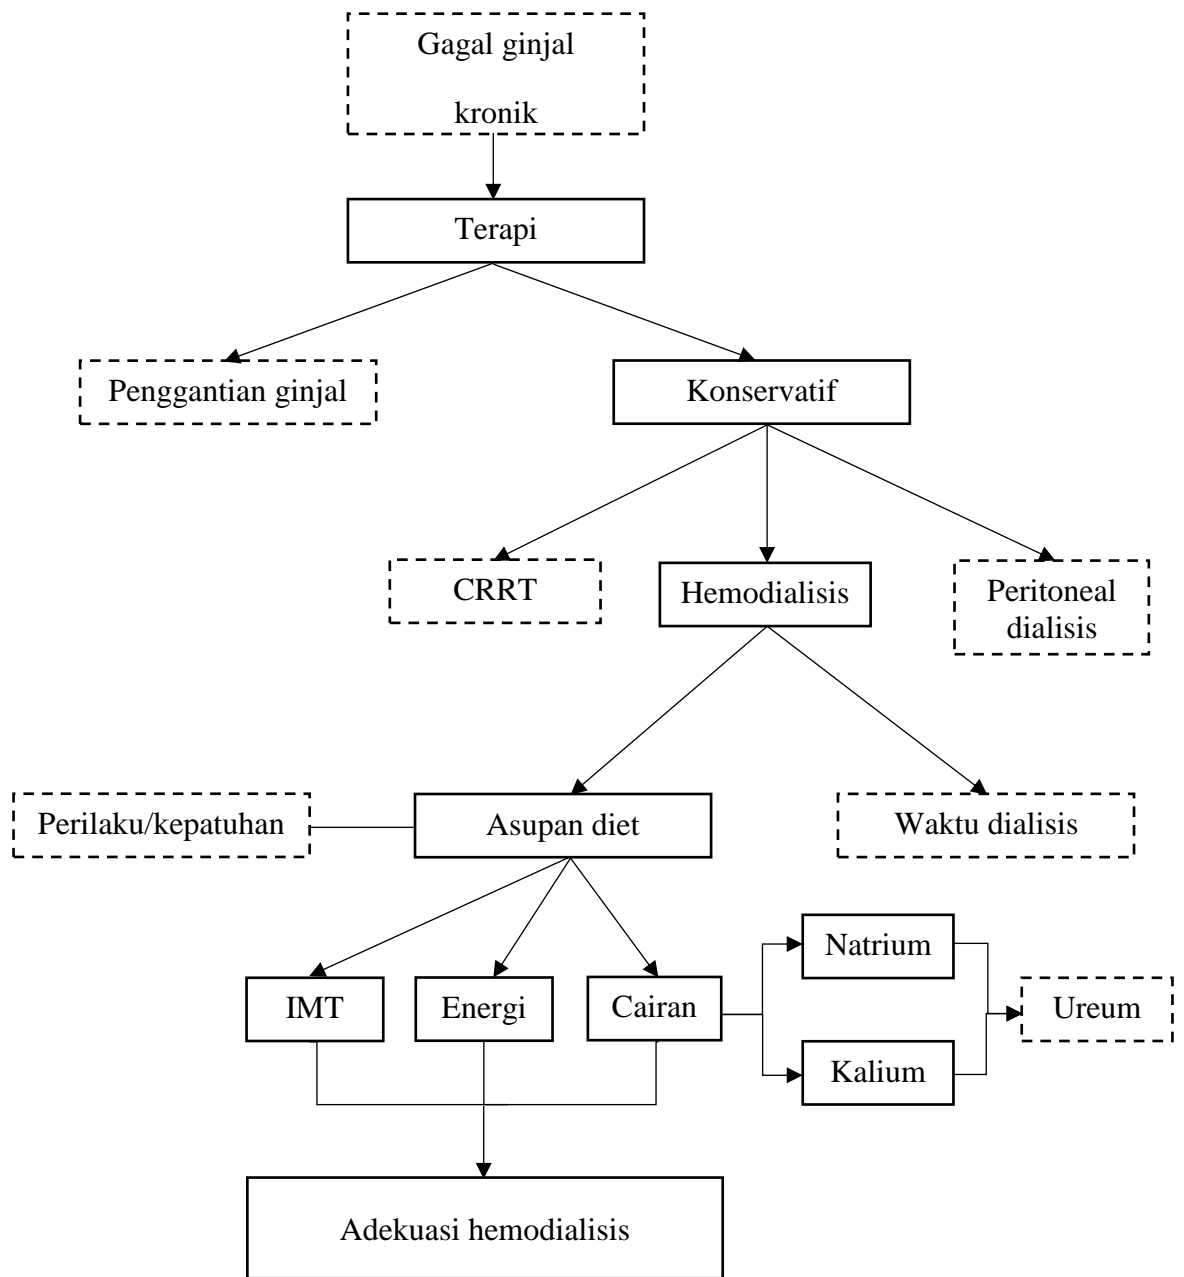 Gagal ginjal
kronik
Terapi
Penggantian ginjal
Konservatif
CRRT
Hemodialisis
Peritoneal
dialisis
Perilaku/kepatuhan
Asupan diet
Waktu dialisis
Natrium
IMT
Energi
Cairan
Ureum
Kalium
Adekuasi hemodialisis